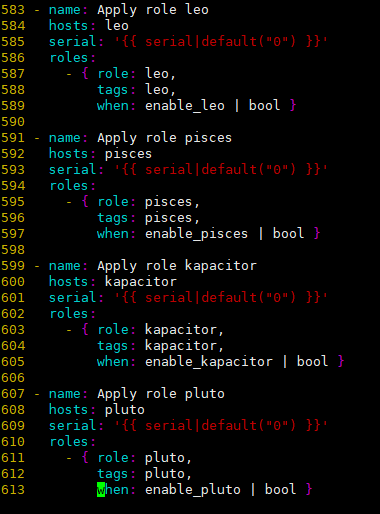 583 - name: Apply role leo
584   hosts: leo
585   serial: '{{ serial|default("0") }}'
586   roles:
587     - { role: leo,
588         tags: leo,
589         when: enable_leo | bool }
590
591 - name: Apply role pisces
592   hosts: pisces
593   serial: '{{ serial|default("0") }}'
594   roles:
595     - { role: pisces,
596         tags: pisces,
597         when: enable_pisces | bool }
598
599 - name: Apply role kapacitor
600   hosts: kapacitor
601   serial: '{{ serial|default("0") }}'
602   roles:
603     - { role: kapacitor,
604         tags: kapacitor,
605         when: enable_kapacitor | bool }
606
607 - name: Apply role pluto
608   hosts: pluto
609   serial: '{{ serial|default("0") }}'
610   roles:
611     - { role: pluto,
612         tags: pluto,
613         when: enable_pluto | bool }